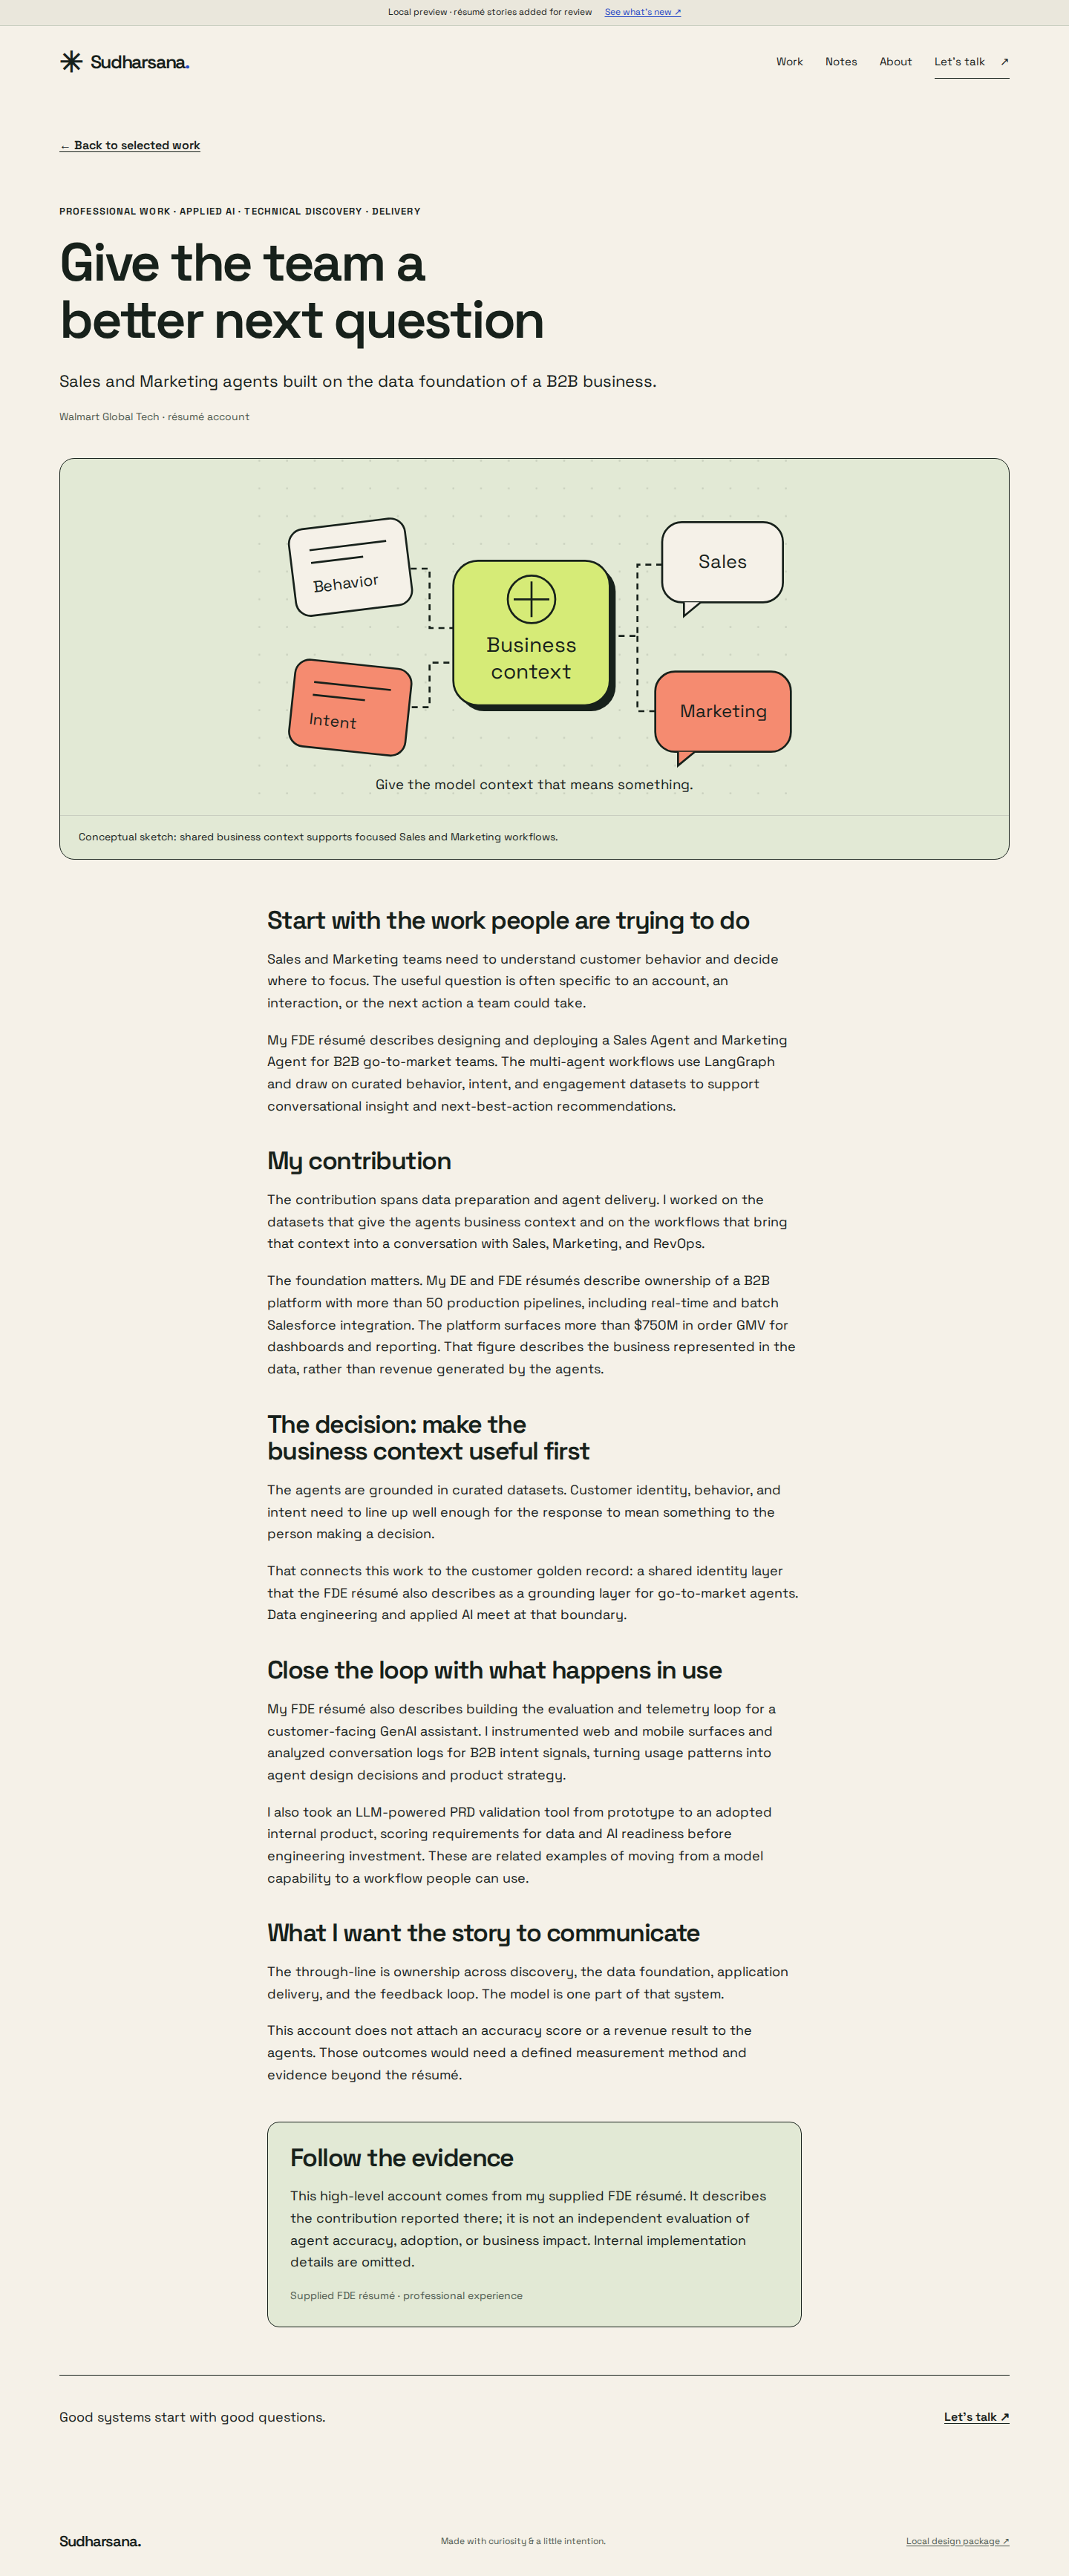 Local preview · résumé stories added for review See what's new ↗
Sudharsana.
Work Notes About Let's talk ↗
← Back to selected work
PROFESSIONAL WORK · APPLIED AI · TECHNICAL DISCOVERY · DELIVERY
Give the team a
better next question
Sales and Marketing agents built on the data foundation of a B2B business.
Walmart Global Tech · résumé account
Behavior
Intent
Business
context
Sales
Marketing
Give the model context that means something.
Conceptual sketch: shared business context supports focused Sales and Marketing workflows.
Start with the work people are trying to do
Sales and Marketing teams need to understand customer behavior and decide
where to focus. The useful question is often specific to an account, an
interaction, or the next action a team could take.
My FDE résumé describes designing and deploying a Sales Agent and Marketing
Agent for B2B go-to-market teams. The multi-agent workflows use LangGraph
and draw on curated behavior, intent, and engagement datasets to support
conversational insight and next-best-action recommendations.
My contribution
The contribution spans data preparation and agent delivery. I worked on the
datasets that give the agents business context and on the workflows that bring
that context into a conversation with Sales, Marketing, and RevOps.
The foundation matters. My DE and FDE résumés describe ownership of a B2B
platform with more than 50 production pipelines, including real-time and batch
Salesforce integration. The platform surfaces more than $750M in order GMV for
dashboards and reporting. That figure describes the business represented in the
data, rather than revenue generated by the agents.
The decision: make the
business context useful first
The agents are grounded in curated datasets. Customer identity, behavior, and
intent need to line up well enough for the response to mean something to the
person making a decision.
That connects this work to the customer golden record: a shared identity layer
that the FDE résumé also describes as a grounding layer for go-to-market agents.
Data engineering and applied AI meet at that boundary.
Close the loop with what happens in use
My FDE résumé also describes building the evaluation and telemetry loop for a
customer-facing GenAI assistant. I instrumented web and mobile surfaces and
analyzed conversation logs for B2B intent signals, turning usage patterns into
agent design decisions and product strategy.
I also took an LLM-powered PRD validation tool from prototype to an adopted
internal product, scoring requirements for data and AI readiness before
engineering investment. These are related examples of moving from a model
capability to a workflow people can use.
What I want the story to communicate
The through-line is ownership across discovery, the data foundation, application
delivery, and the feedback loop. The model is one part of that system.
This account does not attach an accuracy score or a revenue result to the
agents. Those outcomes would need a defined measurement method and
evidence beyond the résumé.
Follow the evidence
This high-level account comes from my supplied FDE résumé. It describes
the contribution reported there; it is not an independent evaluation of
agent accuracy, adoption, or business impact. Internal implementation
details are omitted.
Supplied FDE résumé · professional experience
Good systems start with good questions.
Let's talk ↗
Sudharsana.
Made with curiosity & a little intention.
Local design package ↗